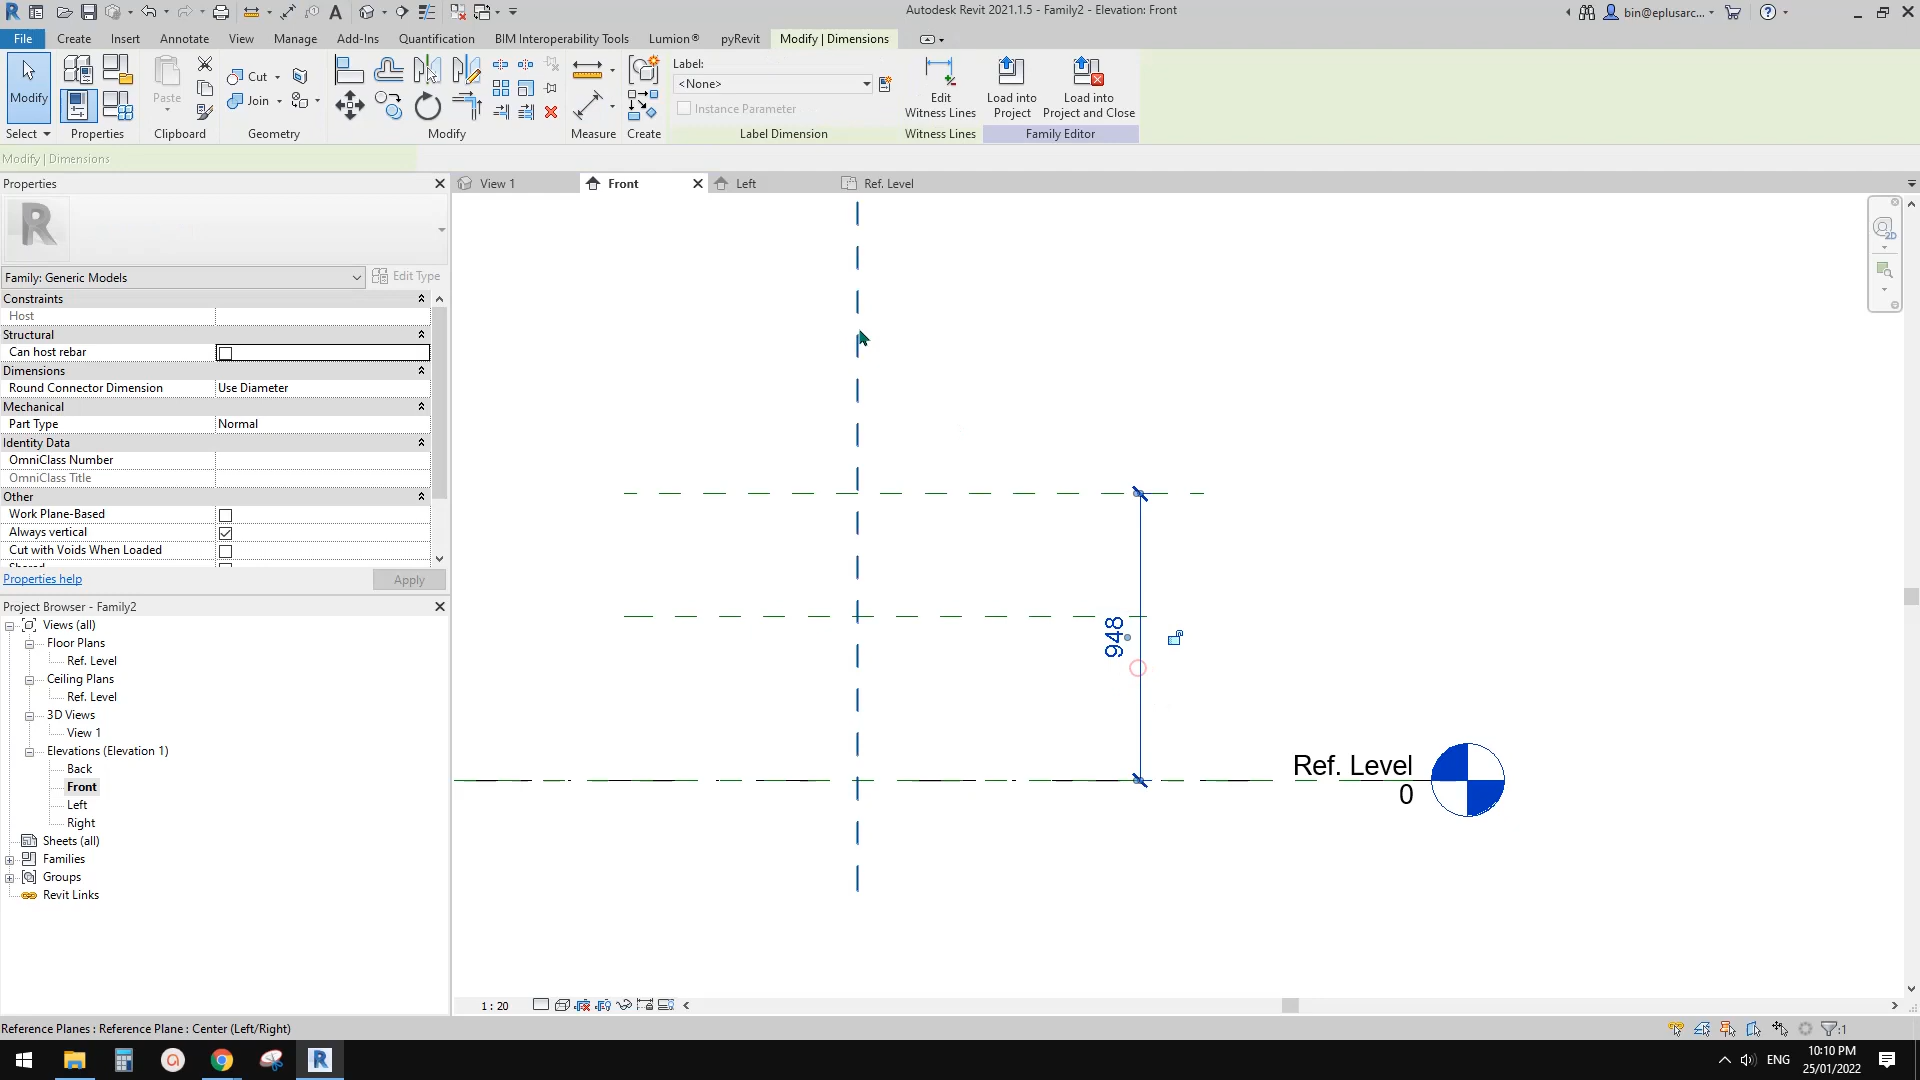 Autodesk Revit 2021.1.5 - Family2 - Elevation: Front
bin@eplusarc...
File Create Insert Annotate View Manage Add-Ins Quantification BIM Interoperability Tools Lumion® pyRevit Modify | Dimensions
Modify
Paste
Cut
Join
Label:
<None>
Instance Parameter
Edit
Witness Lines
Load into
Project
Load into
Project and Close
Select Properties Clipboard Geometry Modify Measure Create Label Dimension Witness Lines Family Editor
Modify | Dimensions
Properties
View 1 Front Left Ref. Level
R
2D
Family: Generic Models Edit Type
Constraints
Host
Structural
Can host rebar
Dimensions
Round Connector Dimension Use Diameter
Mechanical
Part Type Normal
Identity Data
OmniClass Number
OmniClass Title
Other
Work Plane-Based
Always vertical
Cut with Voids When Loaded
Properties help Apply
Project Browser - Family2
Views (all)
Floor Plans
Ref. Level
Ceiling Plans
Ref. Level
3D Views
View 1
Elevations (Elevation 1)
Back
Front
Left
Right
Sheets (all)
Families
Groups
Revit Links
948
Ref. Level
0
1 : 20
Reference Planes : Reference Plane : Center (Left/Right)
:1
ENG
10:10 PM
25/01/2022